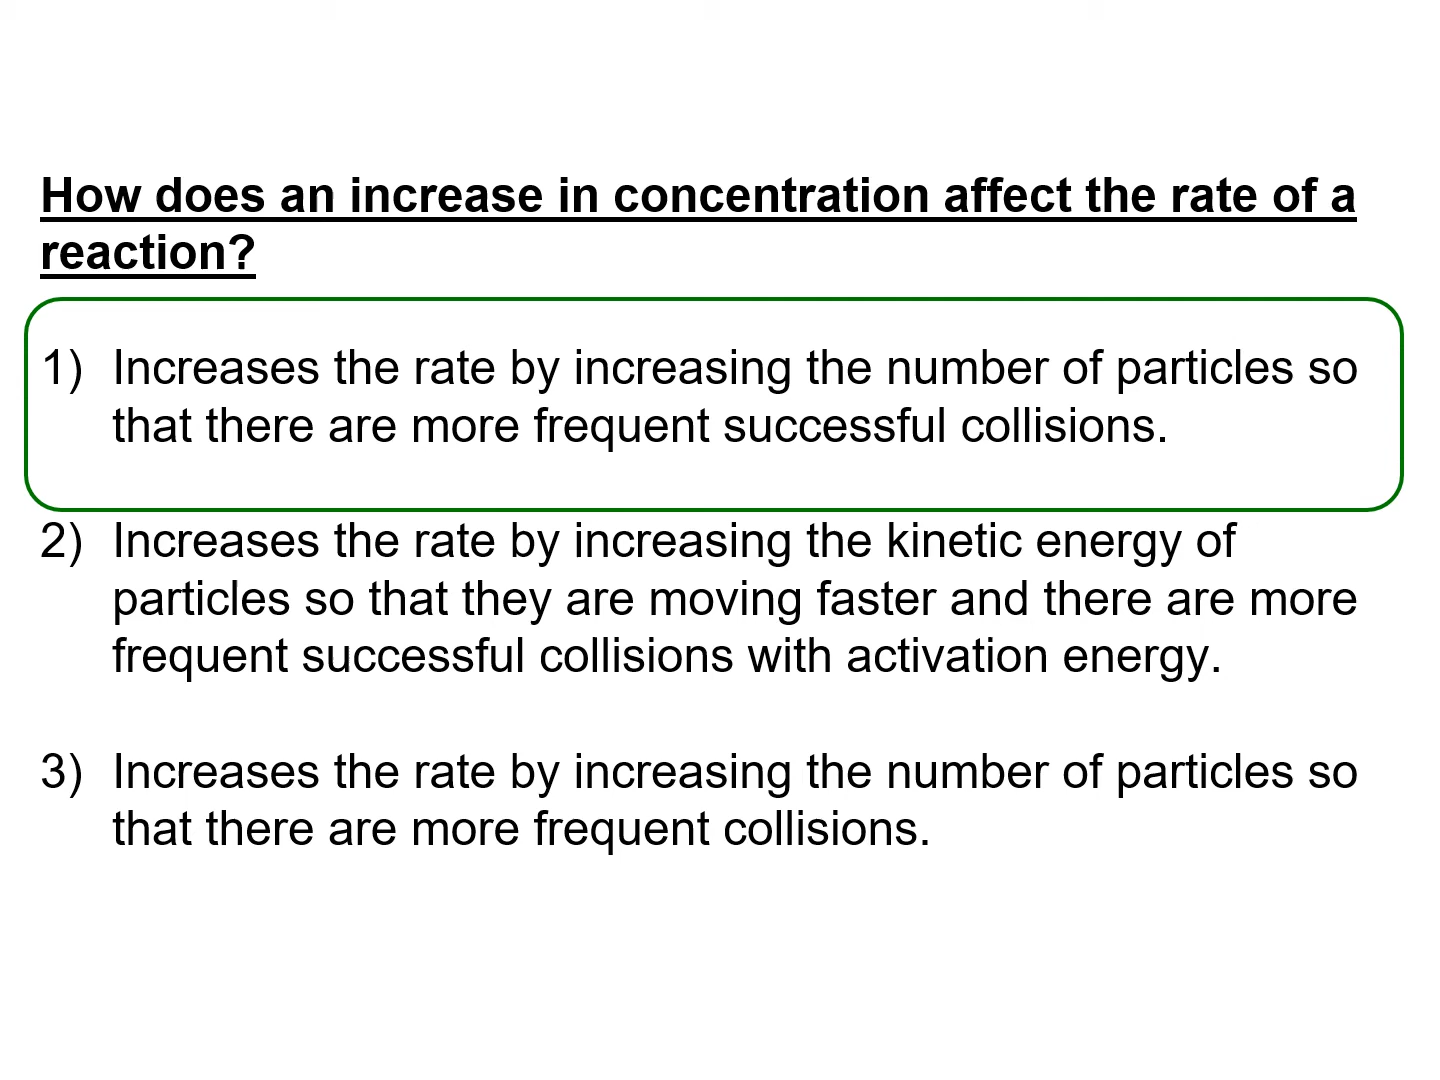 How does an increase in concentration affect the rate of a
reaction?
1) Increases the rate by increasing the number of particles so
that there are more frequent successful collisions.
2) Increases the rate by increasing the kinetic energy of
particles so that they are moving faster and there are more
frequent successful collisions with activation energy.
3) Increases the rate by increasing the number of particles so
that there are more frequent collisions.